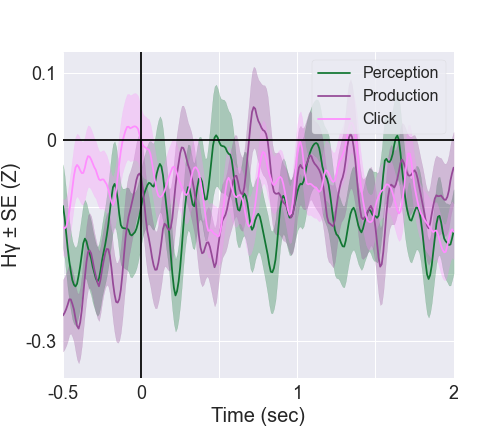 Perception
Production
Click
0.1
0
-0.3
Hγ ± SE (Z)
-0.5
0
1
2
Time (sec)